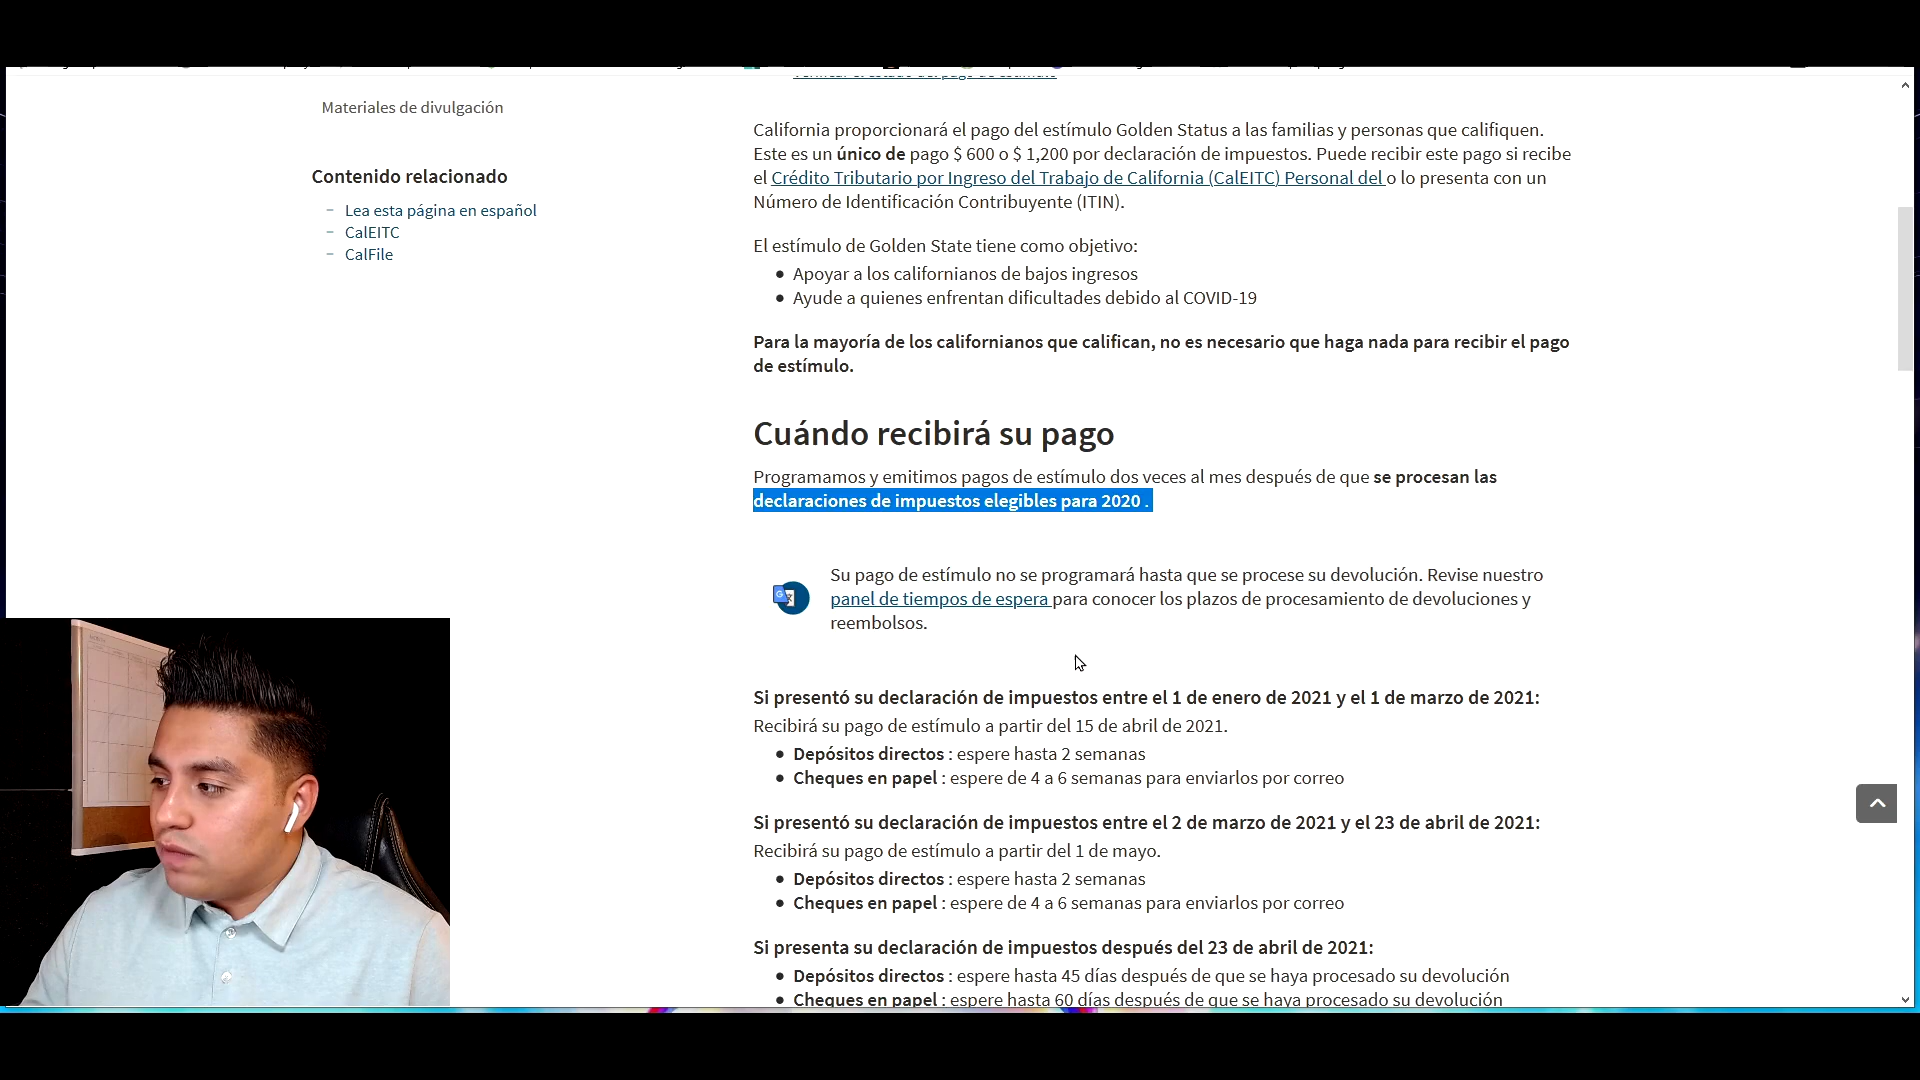 Verificar el estado del pago de estímulo
Materiales de divulgación
Contenido relacionado
Lea esta página en español
CalEITC
CalFile
California proporcionará el pago del estímulo Golden Status a las familias y personas que califiquen.
Este es un único de pago $ 600 o $ 1,200 por declaración de impuestos. Puede recibir este pago si recibe
el Crédito Tributario por Ingreso del Trabajo de California (CalEITC) Personal del o lo presenta con un
Número de Identificación Contribuyente (ITIN).
El estímulo de Golden State tiene como objetivo:
Apoyar a los californianos de bajos ingresos
Ayude a quienes enfrentan dificultades debido al COVID-19
Para la mayoría de los californianos que califican, no es necesario que haga nada para recibir el pago
de estímulo.
Cuándo recibirá su pago
Programamos y emitimos pagos de estímulo dos veces al mes después de que se procesan las
declaraciones de impuestos elegibles para 2020 .
Su pago de estímulo no se programará hasta que se procese su devolución. Revise nuestro
panel de tiempos de espera para conocer los plazos de procesamiento de devoluciones y
reembolsos.
Si presentó su declaración de impuestos entre el 1 de enero de 2021 y el 1 de marzo de 2021:
Recibirá su pago de estímulo a partir del 15 de abril de 2021.
Depósitos directos : espere hasta 2 semanas
Cheques en papel : espere de 4 a 6 semanas para enviarlos por correo
Si presentó su declaración de impuestos entre el 2 de marzo de 2021 y el 23 de abril de 2021:
Recibirá su pago de estímulo a partir del 1 de mayo.
Depósitos directos : espere hasta 2 semanas
Cheques en papel : espere de 4 a 6 semanas para enviarlos por correo
Si presenta su declaración de impuestos después del 23 de abril de 2021:
Depósitos directos : espere hasta 45 días después de que se haya procesado su devolución
Cheques en papel : espere hasta 60 días después de que se haya procesado su devolución